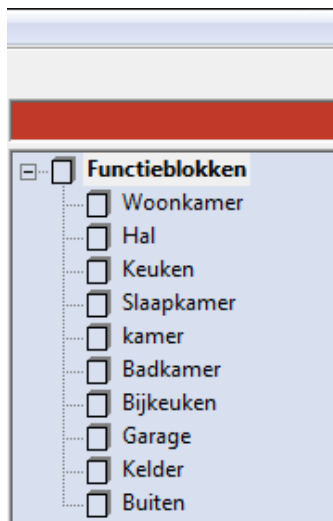 Functieblokken
Woonkamer
Hal
Keuken
Slaapkamer
kamer
Badkamer
Bijkeuken
Garage
Kelder
Buiten